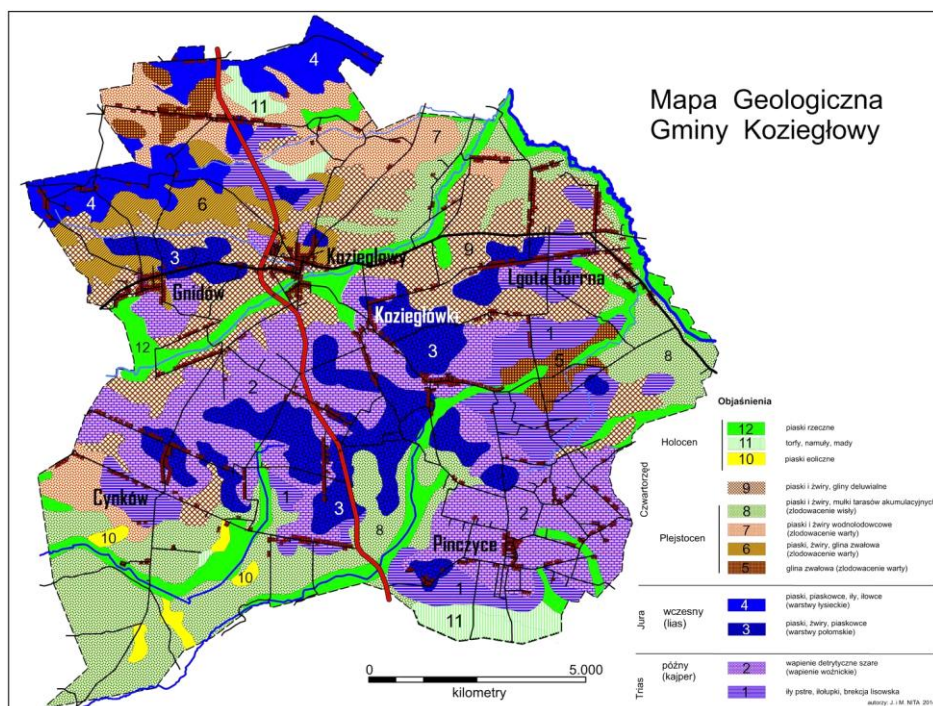 Mapa Geologiczna
Gminy Koziegłowy
4
11
7
4
6
9
3
Koziegłowy
Lgota Górrna
Gnidów
Koziegłówki
1
3
12
5
8
2
Cynków
1
2
3
8
10
Pinczyce
10
1
11
0
5.000
kilometry
Objaśnienia
Holocen
12
piaski rzeczne
11
torfy, namuły, mady
10
piaski eoliczne
Czwartorzęd
9
piaski i żwiry, gliny deluwialne
Plejstocen
8
piaski i żwiry, mułki tarasów akumulacyjnych
(zlodowacenie wisły)
7
piaski i żwiry wodnolodowcowe
(zlodowacenie warty)
6
piaski, żwiry, glina zwałowa
(zlodowacenie warty)
5
glina zwałowa (zlodowacenie warty)
Jura
wczesny
(lias)
4
piaski, piaskowce, iły, iłowce
(warstwy łysieckie)
3
piaski, żwiry, piaskowce
(warstwy połomskie)
Trias
późny
(kajper)
2
wapienie detrytyczne szare
(wapienie woźnickie)
1
iły pstre, iłołupki, brekcja lisowska
autorzy: J. i M. NITA